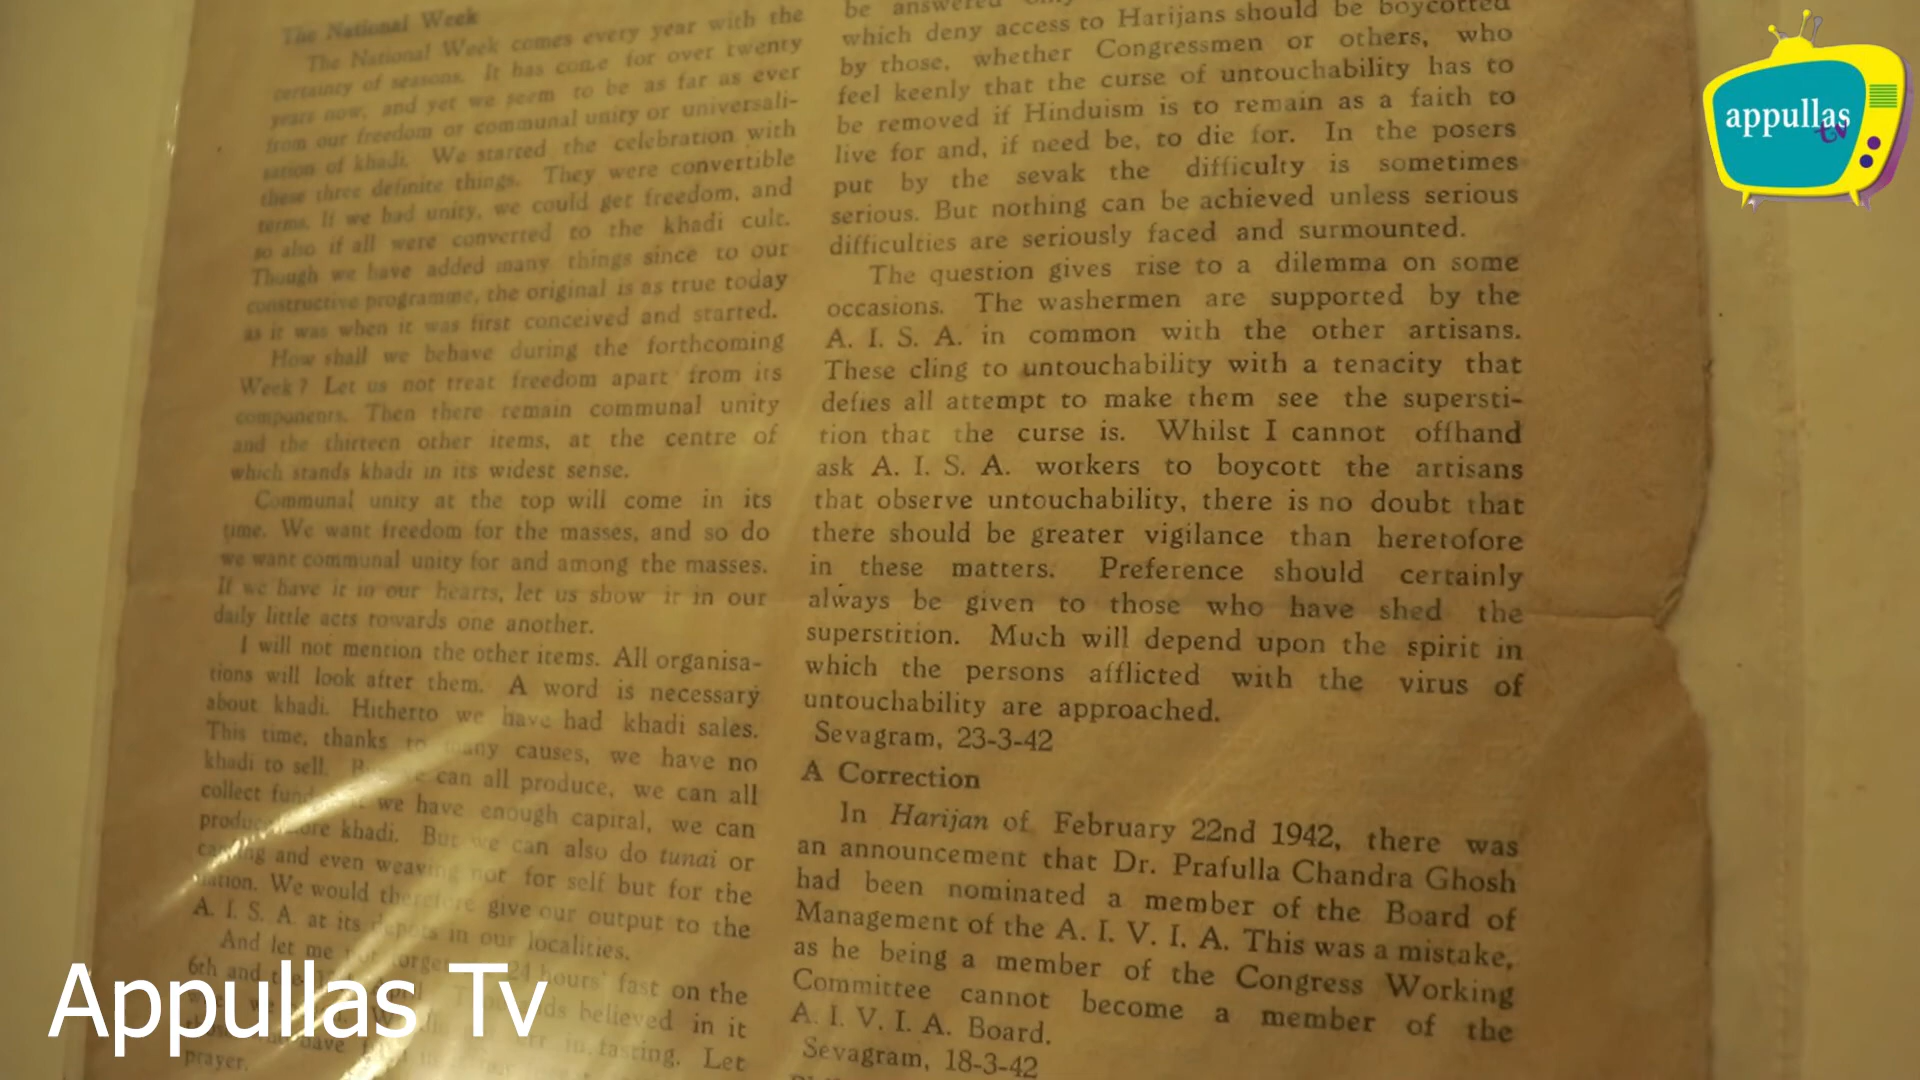 The National Week
The National Week comes every year with the
certainty of seasons. It has come for over twenty
years now, and yet we seem to be as far as ever
from our freedom or communal unity or universali-
sation of khadi. We started the celebration with
these three definite things. They were convertible
terms. If we had unity, we could get freedom, and
so also if all were converted to the khadi cult.
Though we have added many things since to our
constructive programme, the original is as true today
as it was when it was first conceived and started.
How shall we behave during the forthcoming
Week? Let us not treat freedom apart from its
components. Then there remain communal unity
and the thirteen other items, at the centre of
which stands khadi in its widest sense.
Communal unity at the top will come in its
time. We want freedom for the masses, and so do
we want communal unity for and among the masses.
If we have it in our hearts, let us show it in our
daily little acts towards one another.
I will not mention the other items. All organisa-
tions will look after them. A word is necessary
about khadi. Hitherto we have had khadi sales.
This time, thanks to many causes, we have no
khadi to sell. can all produce, we can all
collect we have enough capital, we can
khadi. But we can also do tunai or
and even weaving not for self but for the
nation. We would therefore give our output to the
A. I. S. A. at its depots in our localities.
And let me 24 hours' fast on the
6th and believed in it
have in fasting. Let
prayer.
be answered
which deny access to Harijans should be boycotted
by those, whether Congressmen or others, who
feel keenly that the curse of untouchability has to
be removed if Hinduism is to remain as a faith to
live for and, if need be, to die for. In the posers
put by the sevak the difficulty is sometimes
serious. But nothing can be achieved unless serious
difficulties are seriously faced and surmounted.
The question gives rise to a dilemma on some
occasions. The washermen are supported by the
A. I. S. A. in common with the other artisans.
These cling to untouchability with a tenacity that
defies all attempt to make them see the supersti-
tion that the curse is. Whilst I cannot offhand
ask A. I. S. A. workers to boycott the artisans
that observe untouchability, there is no doubt that
there should be greater vigilance than heretofore
in these matters. Preference should certainly
always be given to those who have shed the
superstition. Much will depend upon the spirit in
which the persons afflicted with the virus of
untouchability are approached.
Sevagram, 23-3-42
A Correction
In Harijan of February 22nd 1942, there was
an announcement that Dr. Prafulla Chandra Ghosh
had been nominated a member of the Board of
Management of the A. I. V. I. A. This was a mistake,
as he being a member of the Congress Working
Committee cannot become a member of the
A. I. V. I. A. Board.
Sevagram, 18-3-42
appullas tv
Appullas Tv